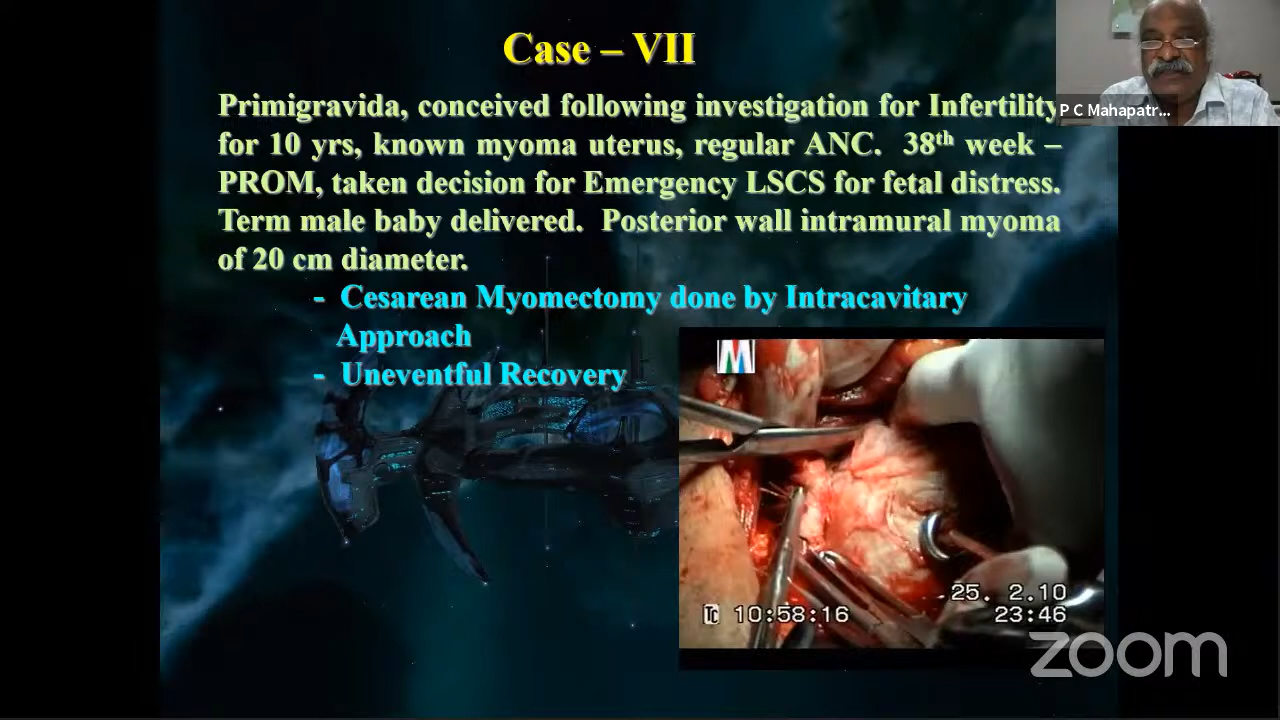 Case – VII
Primigravida, conceived following investigation for Infertility
P C Mahapatr...
for 10 yrs, known myoma uterus, regular ANC. 38th week –
PROM, taken decision for Emergency LSCS for fetal distress.
Term male baby delivered. Posterior wall intramural myoma
of 20 cm diameter.
- Cesarean Myomectomy done by Intracavitary
Approach
- Uneventful Recovery
M
25. 2.10
TC 10:58:16 23:46
zoom